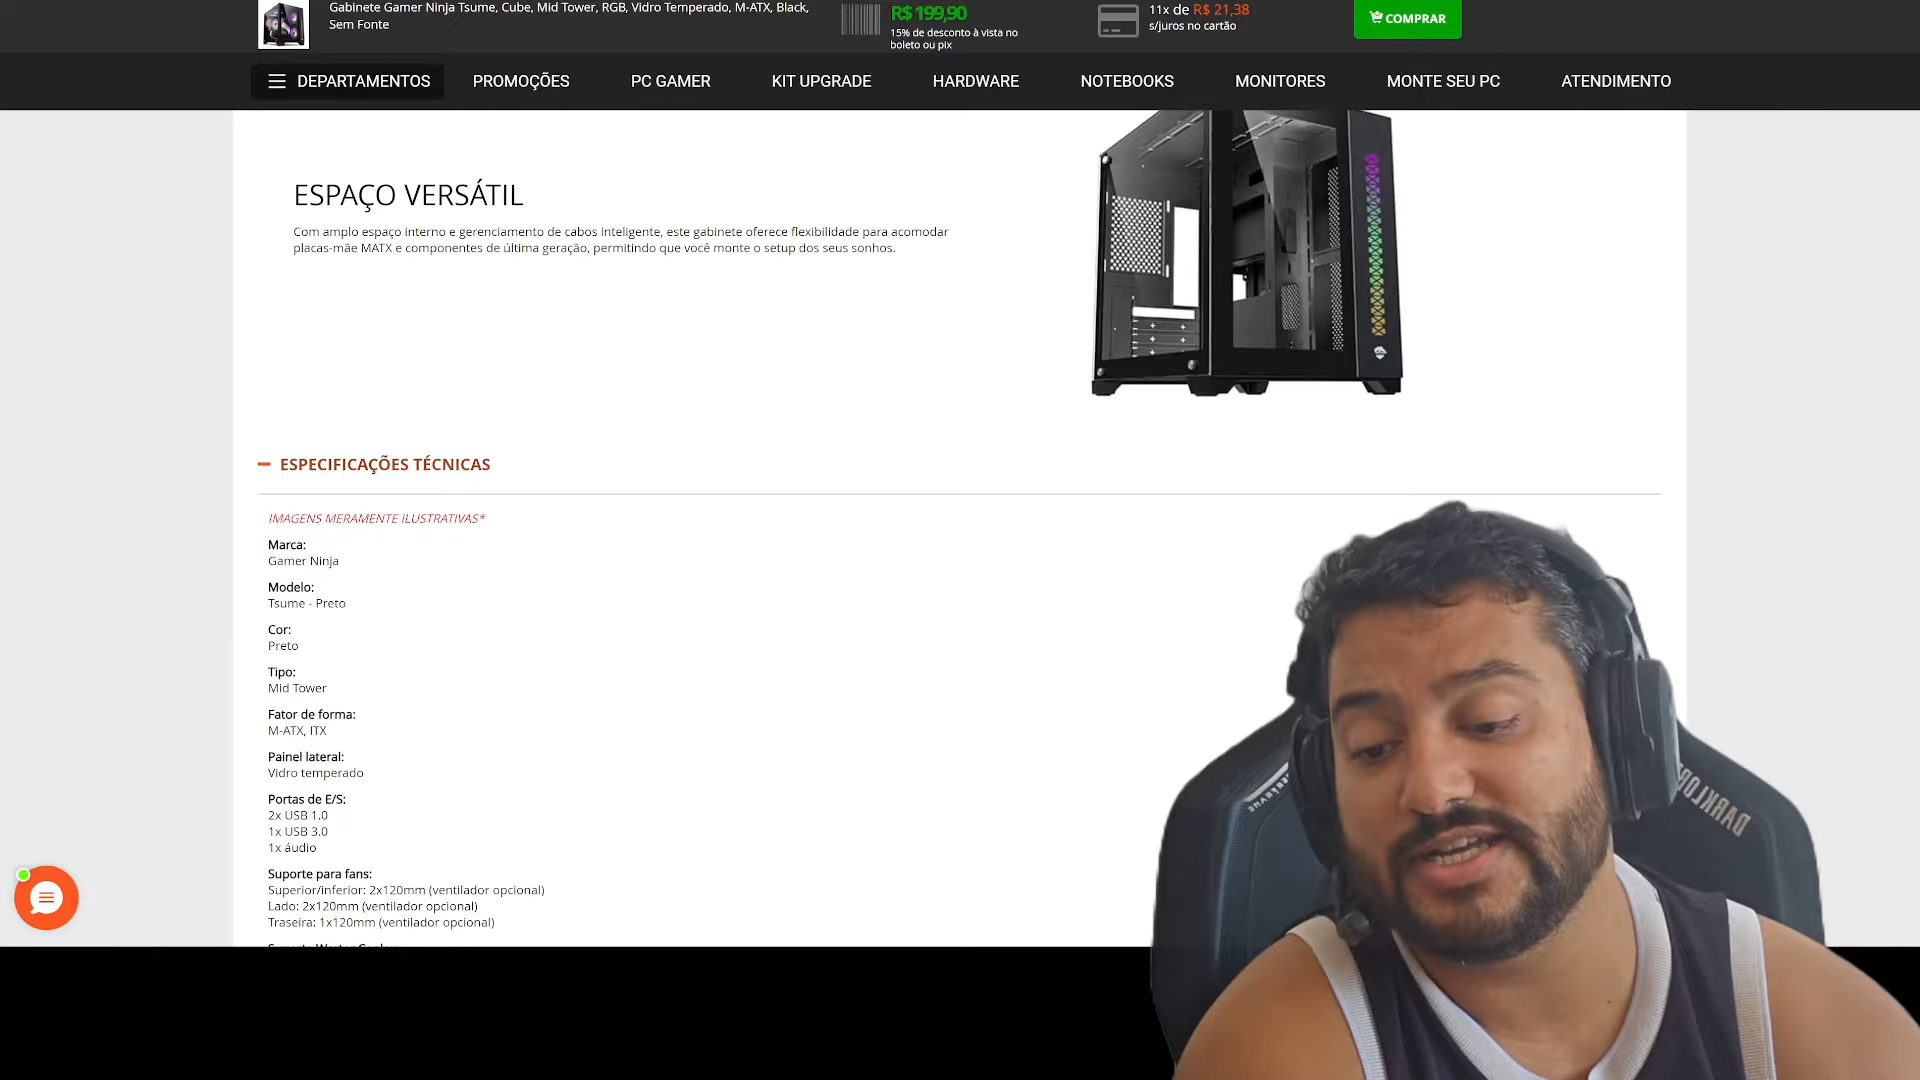 Gabinete Gamer Ninja Tsume, Cube, Mid Tower, RGB, Vidro Temperado, M-ATX, Black,
Sem Fonte
R$ 199,90
15% de desconto à vista no
boleto ou pix
11x de R$ 21,38
s/juros no cartão
COMPRAR
DEPARTAMENTOS
PROMOÇÕES
PC GAMER
KIT UPGRADE
HARDWARE
NOTEBOOKS
MONITORES
MONTE SEU PC
ATENDIMENTO
ESPAÇO VERSÁTIL
Com amplo espaço interno e gerenciamento de cabos inteligente, este gabinete oferece flexibilidade para acomodar
placas-mãe MATX e componentes de última geração, permitindo que você monte o setup dos seus sonhos.
ESPECIFICAÇÕES TÉCNICAS
IMAGENS MERAMENTE ILUSTRATIVAS*
Marca:
Gamer Ninja
Modelo:
Tsume - Preto
Cor:
Preto
Tipo:
Mid Tower
Fator de forma:
M-ATX, ITX
Painel lateral:
Vidro temperado
Portas de E/S:
2x USB 1.0
1x USB 3.0
1x áudio
Suporte para fans:
Superior/inferior: 2x120mm (ventilador opcional)
Lado: 2x120mm (ventilador opcional)
Traseira: 1x120mm (ventilador opcional)